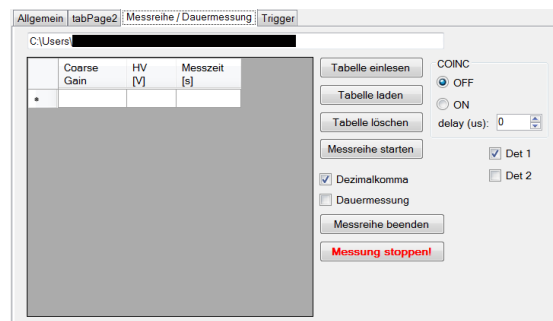 Allgemein tabPage2 Messreihe / Dauermessung Trigger
C:\Users\
Coarse Gain HV [V] Messzeit [s]
*
Tabelle einlesen
Tabelle laden
Tabelle löschen
Messreihe starten
Dezimalkomma
Dauermessung
Messreihe beenden
Messung stoppen!
COINC
OFF
ON
delay (us): 0
Det 1
Det 2